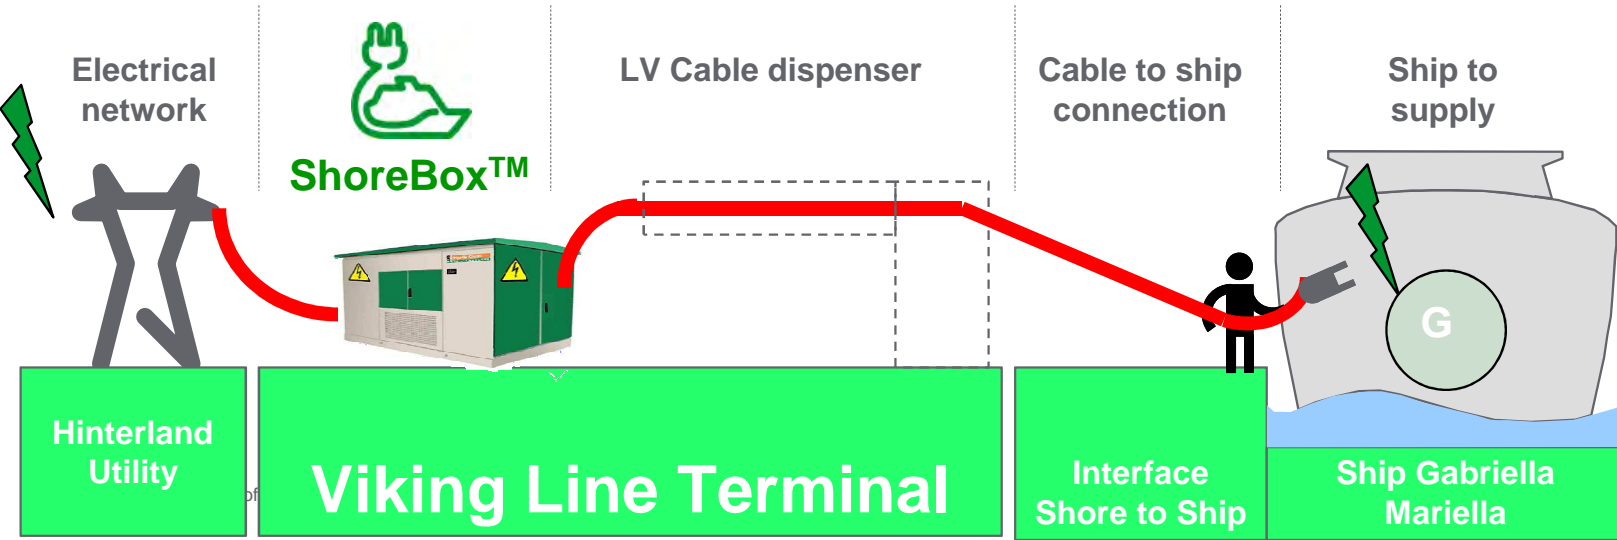 Electrical
network
ShoreBox™
LV Cable dispenser
Cable to ship
connection
Ship to
supply
G
Hinterland
Utility
of
Viking Line Terminal
Interface
Shore to Ship
Ship Gabriella
Mariella